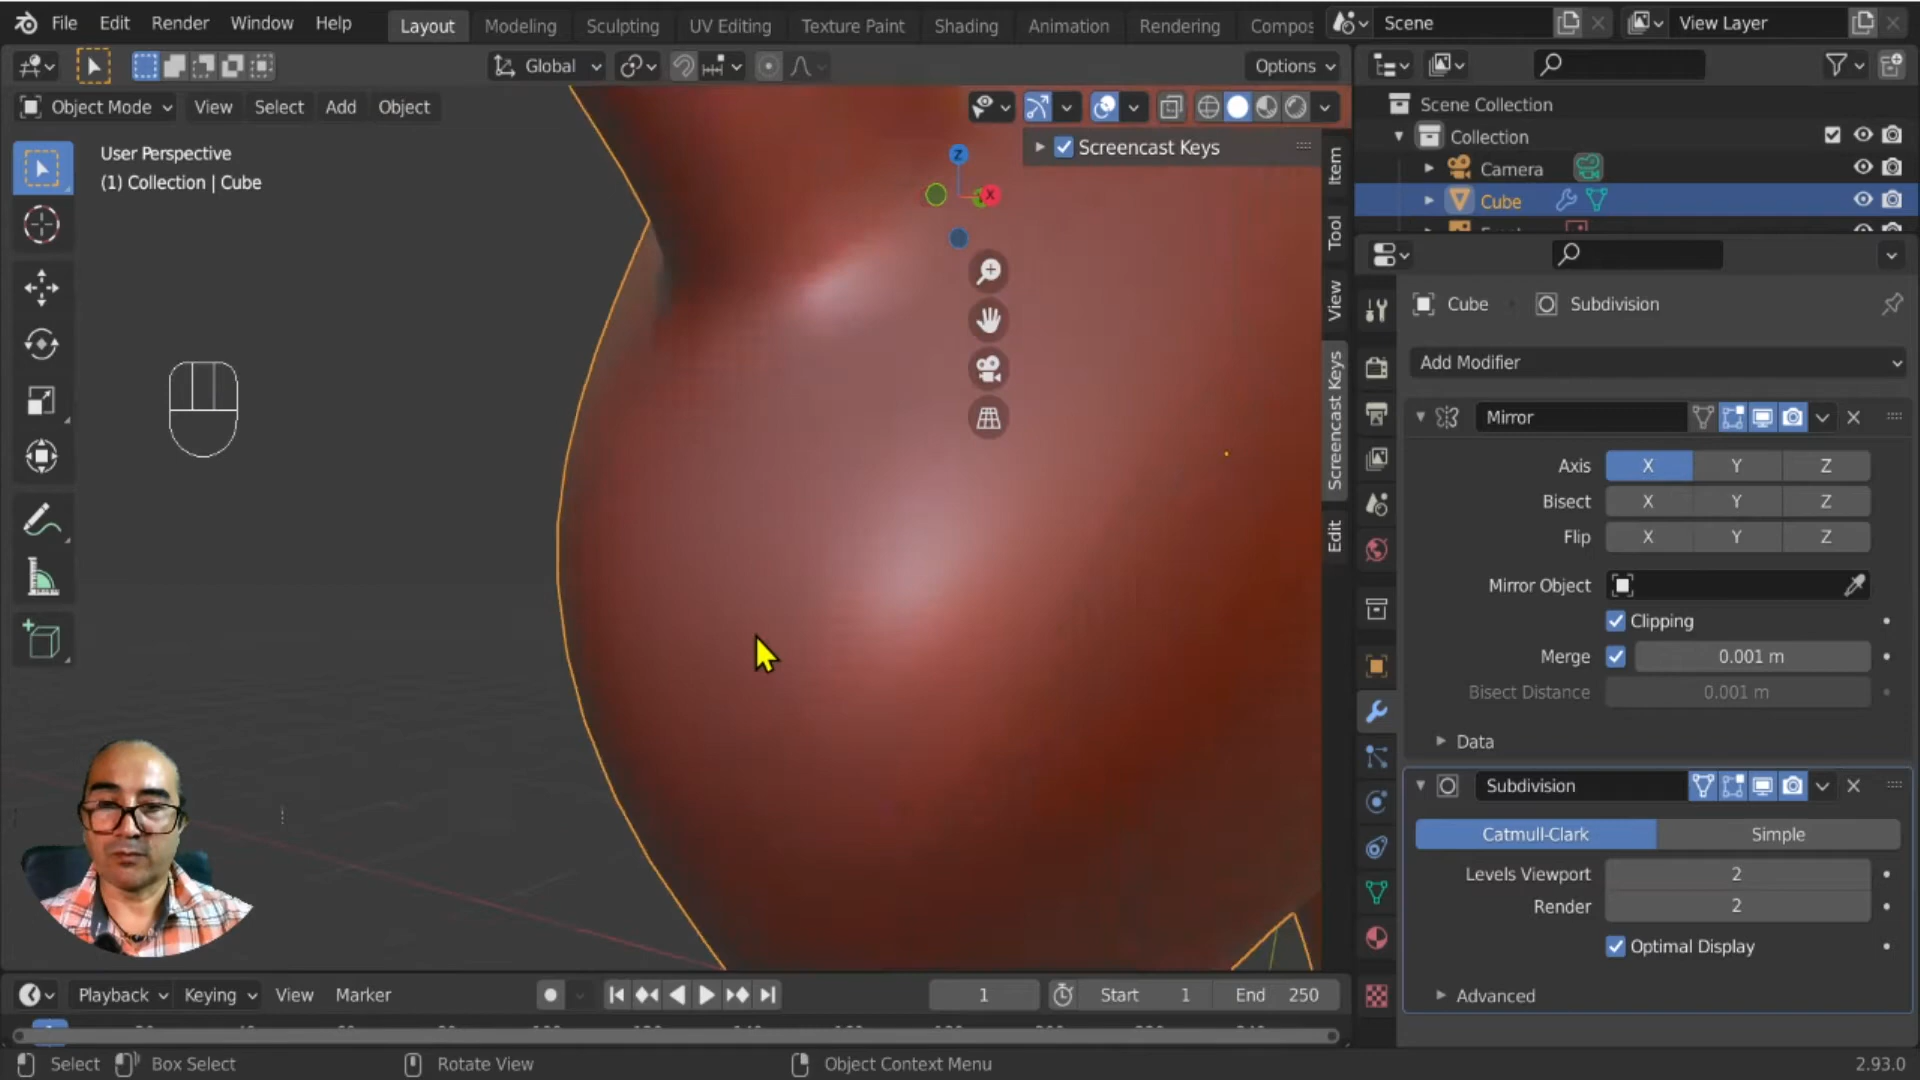 File Edit Render Window Help Layout Modeling Sculpting UV Editing Texture Paint Shading Animation Rendering Compos Scene View Layer
Global Options
Object Mode View Select Add Object
User Perspective
(1) Collection | Cube
Screencast Keys
Z
X
Item
Tool
View
Screencast Keys
Edit
Scene Collection
Collection
Camera
Cube
Cube Subdivision
Add Modifier
Mirror
Axis X Y Z
Bisect X Y Z
Flip X Y Z
Mirror Object
Clipping
Merge 0.001 m
Bisect Distance 0.001 m
Data
Subdivision
Catmull-Clark Simple
Levels Viewport 2
Render 2
Optimal Display
Advanced
Playback Keying View Marker 1 Start 1 End 250
Select Box Select Rotate View Object Context Menu 2.93.0